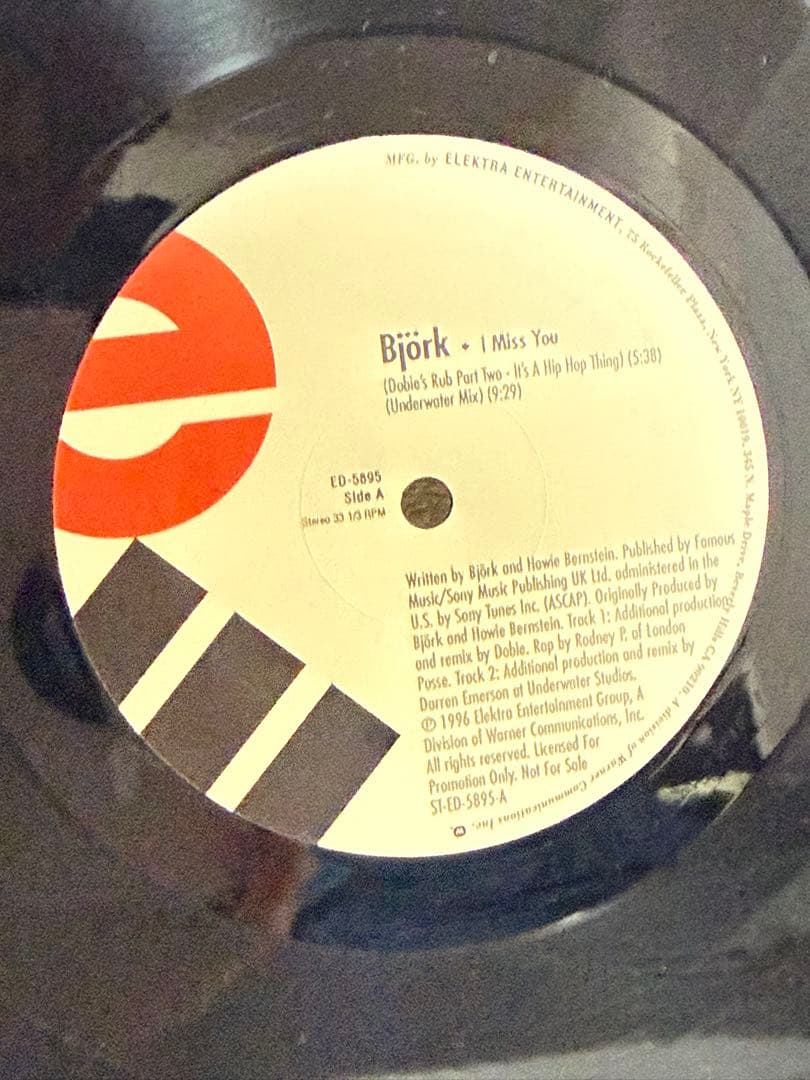 MFG. by ELEKTRA ENTERTAINMENT, 75 Rockefeller Plaza, New York NY 10019. 345 N. Maple Drive, Beverly Hills CA 90210. A division of Warner Communications Inc.
Björk • I Miss You
(Dobie's Rub Part Two - It's A Hip Hop Thing) (5:38)
(Underwater Mix) (9:29)
ED-5895
Side A
Stereo 33 1/3 RPM
Written by Björk and Howie Bernstein. Published by Famous
Music/Sony Music Publishing UK Ltd. administered in the
U.S. by Sony Tunes Inc. (ASCAP). Originally Produced by
Björk and Howie Bernstein. Track 1: Additional production
and remix by Dobie. Rap by Rodney P. of London
Posse. Track 2: Additional production and remix by
Darren Emerson at Underwater Studios.
℗ 1996 Elektra Entertainment Group, A
Division of Warner Communications, Inc.
All rights reserved. Licensed For
Promotion Only. Not For Sale
ST-ED-5895-A